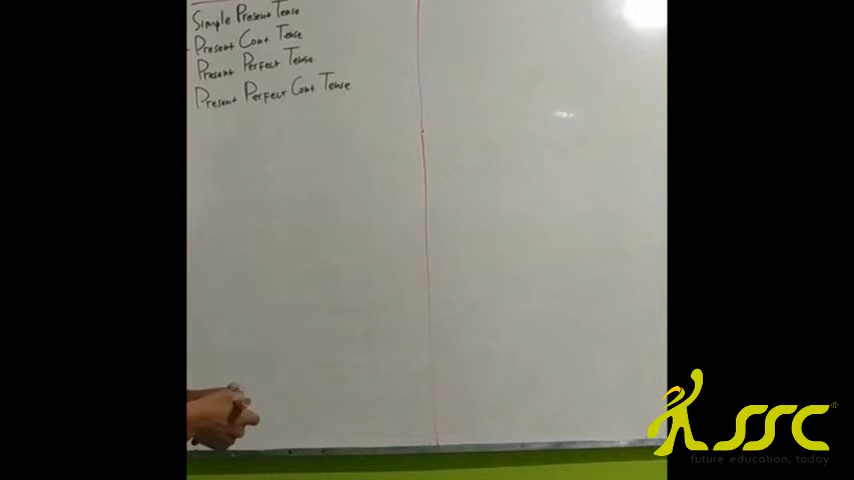 Simple Present Tense
Present Cont. Tense
Present Perfect Tense.
Present Perfect Cont. Tense
SSC®
future education, today